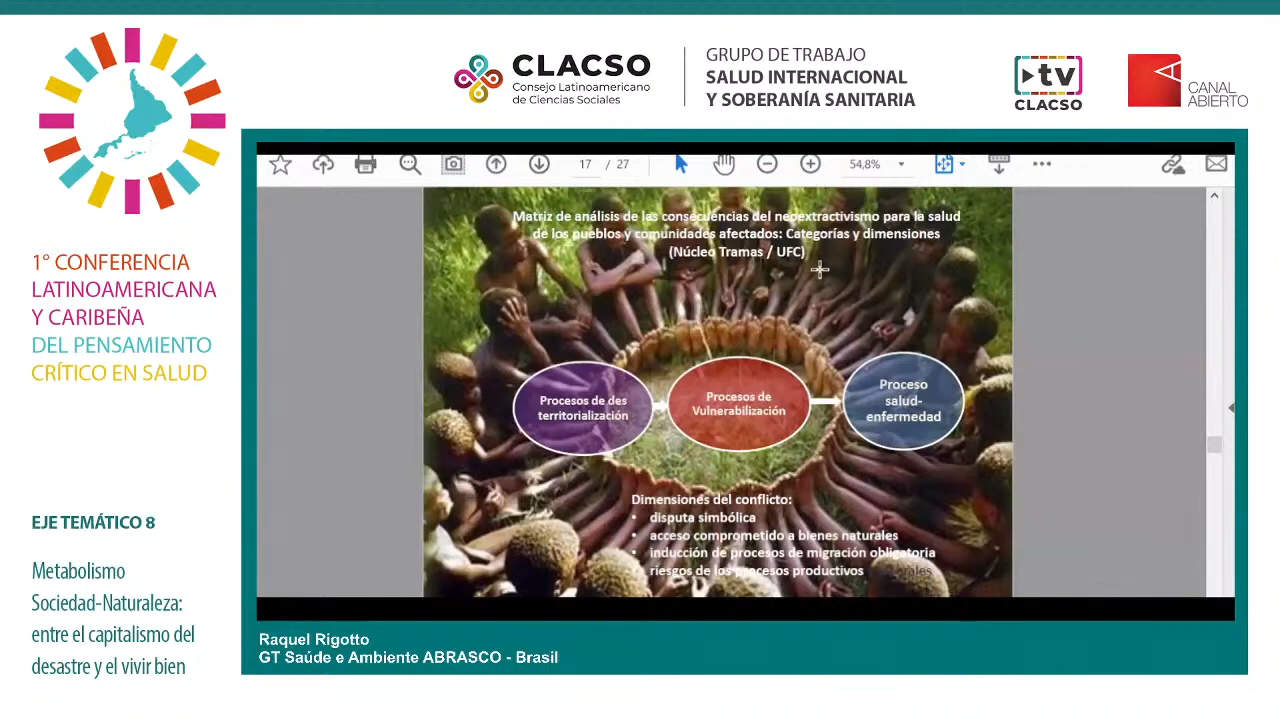 CLACSO
Consejo Latinoamericano
de Ciencias Sociales
GRUPO DE TRABAJO
SALUD INTERNACIONAL
Y SOBERANÍA SANITARIA
tv
CLACSO
A
CANAL
ABIERTO
1° CONFERENCIA
LATINOAMERICANA
Y CARIBEÑA
DEL PENSAMIENTO
CRÍTICO EN SALUD
EJE TEMÁTICO 8
Metabolismo
Sociedad-Naturaleza:
entre el capitalismo del
desastre y el vivir bien
17 / 27
54,8%
Matriz de análisis de las consecuencias del neoextractivismo para la salud
de los pueblos y comunidades afectados: Categorías y dimensiones
(Núcleo Tramas / UFC)
Procesos de des
territorialización
Procesos de
Vulnerabilización
Proceso
salud-
enfermedad
Dimensiones del conflicto:
• disputa simbólica
• acceso comprometido a bienes naturales
• inducción de procesos de migración obligatoria
• riesgos de los procesos productivos
Raquel Rigotto
GT Saúde e Ambiente ABRASCO - Brasil